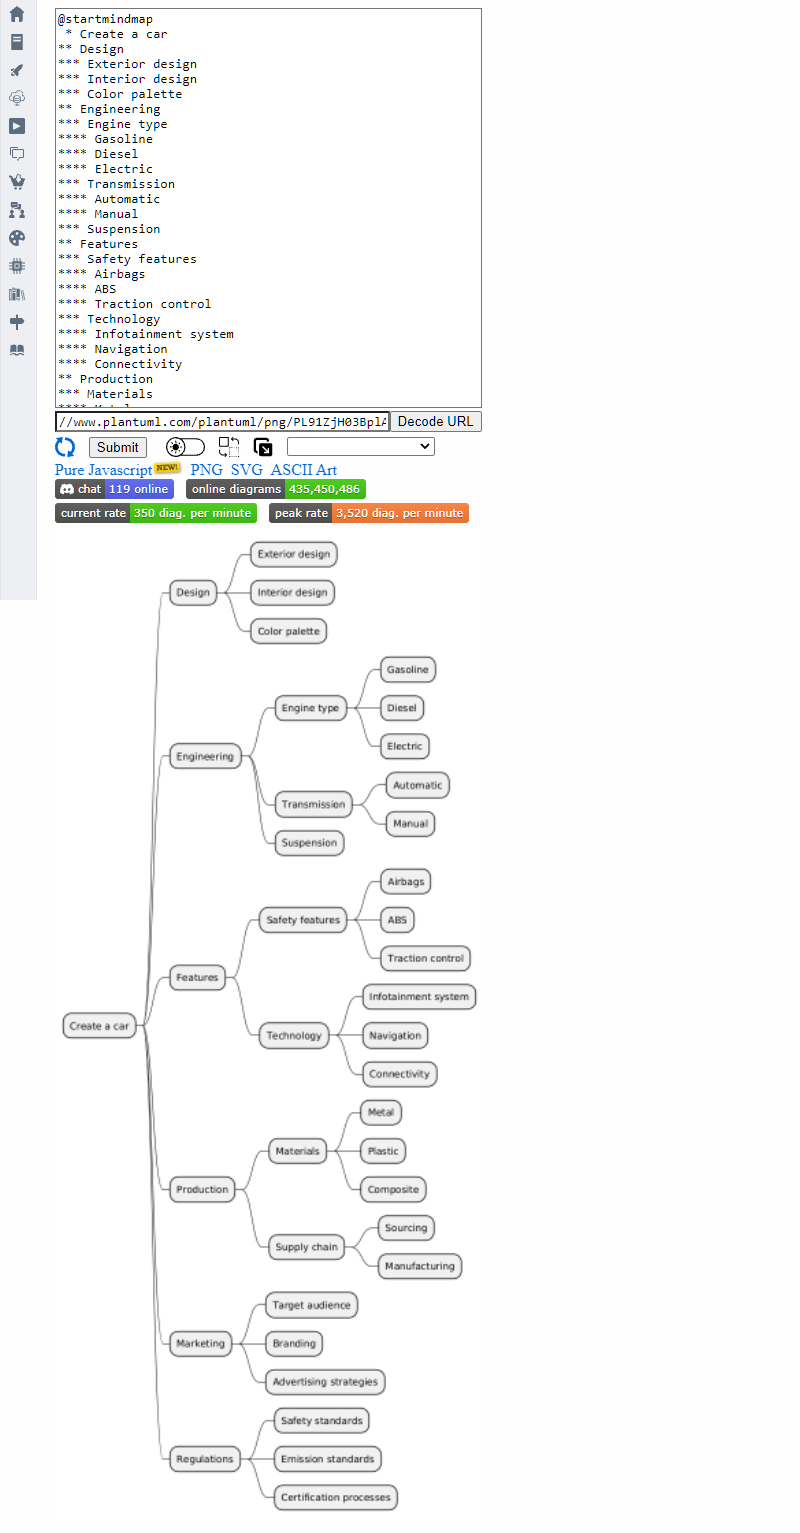 @startmindmap
* Create a car
** Design
*** Exterior design
*** Interior design
*** Color palette
** Engineering
*** Engine type
**** Gasoline
**** Diesel
**** Electric
*** Transmission
**** Automatic
**** Manual
*** Suspension
** Features
*** Safety features
**** Airbags
**** ABS
**** Traction control
*** Technology
**** Infotainment system
**** Navigation
**** Connectivity
** Production
*** Materials
//www.plantuml.com/plantuml/png/PL91ZjH03BplA Decode URL
Submit
Pure Javascript NEW! PNG SVG ASCII Art
chat 119 online online diagrams 435,450,486
current rate 350 diag. per minute peak rate 3,520 diag. per minute
Exterior design
Design
Interior design
Color palette
Gasoline
Engine type
Diesel
Electric
Engineering
Automatic
Transmission
Manual
Suspension
Airbags
Safety features
ABS
Traction control
Features
Infotainment system
Create a car
Technology
Navigation
Connectivity
Metal
Materials
Plastic
Production
Composite
Sourcing
Supply chain
Manufacturing
Target audience
Marketing
Branding
Advertising strategies
Safety standards
Regulations
Emission standards
Certification processes